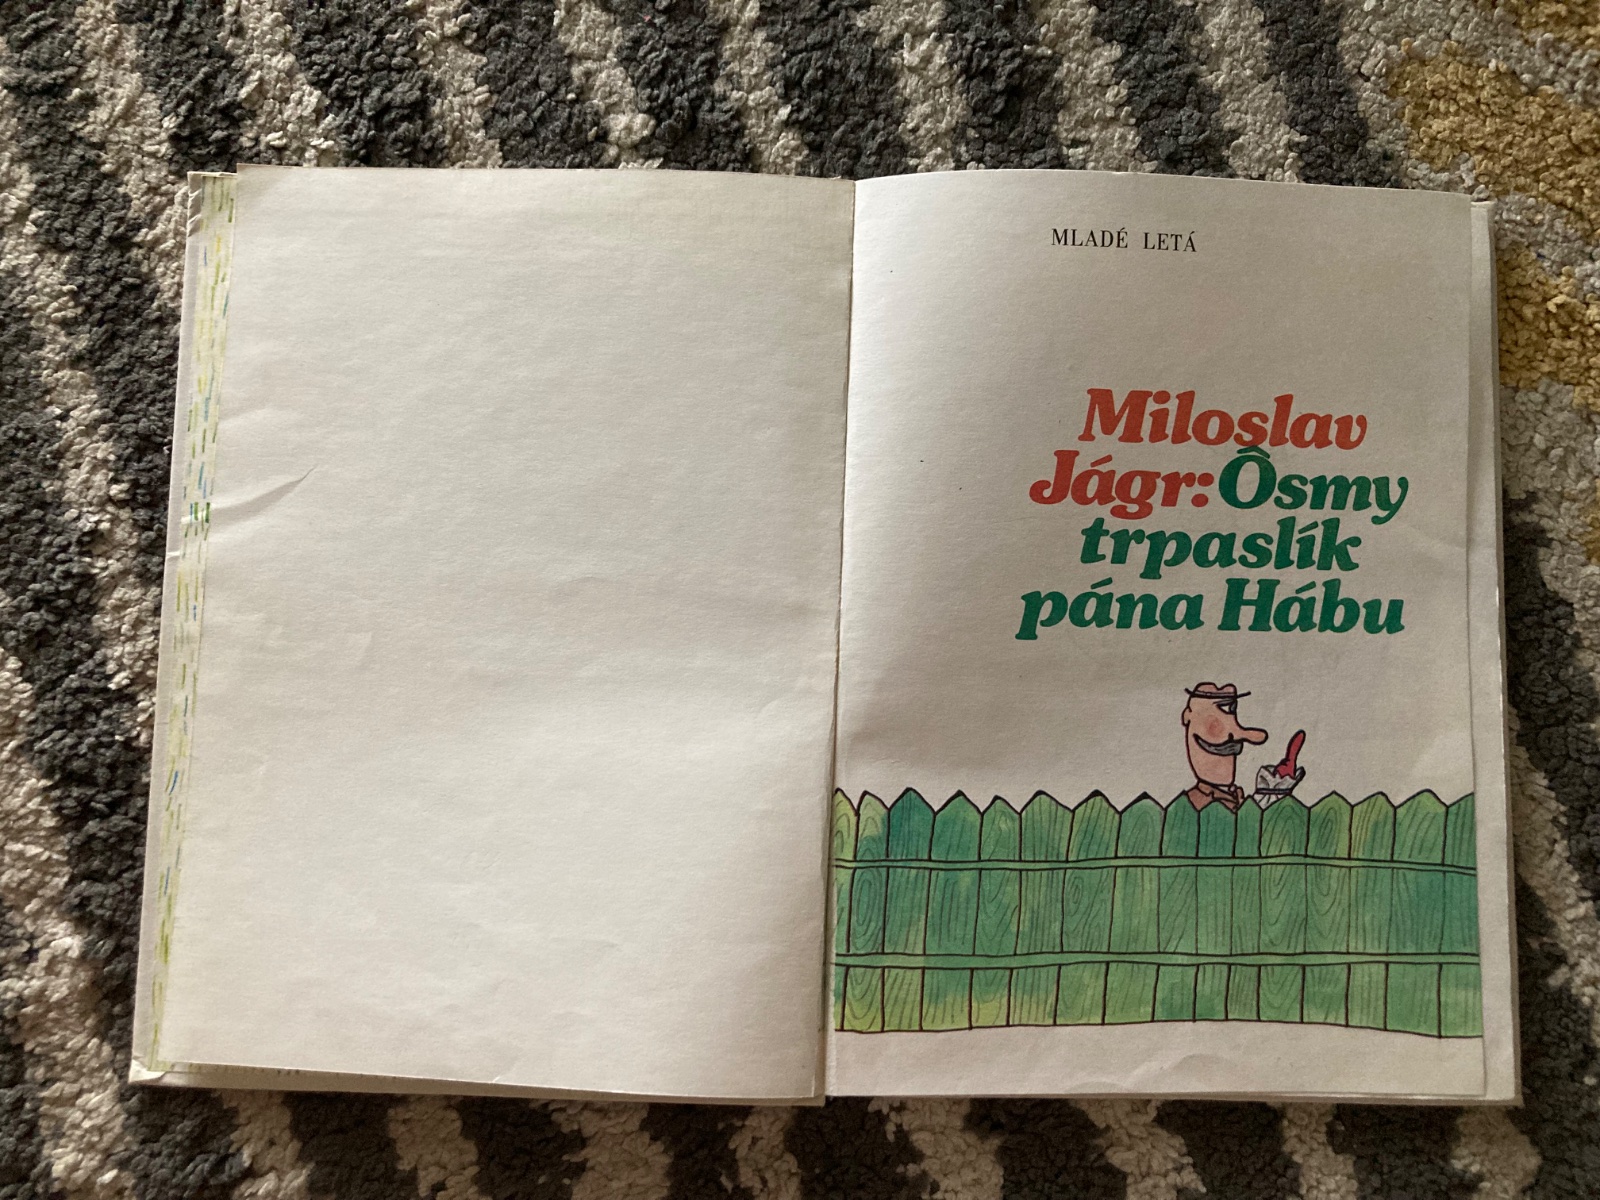 MLADÉ LETÁ
Miloslav
Jágr: Ôsmy
trpaslík
pána Hábu